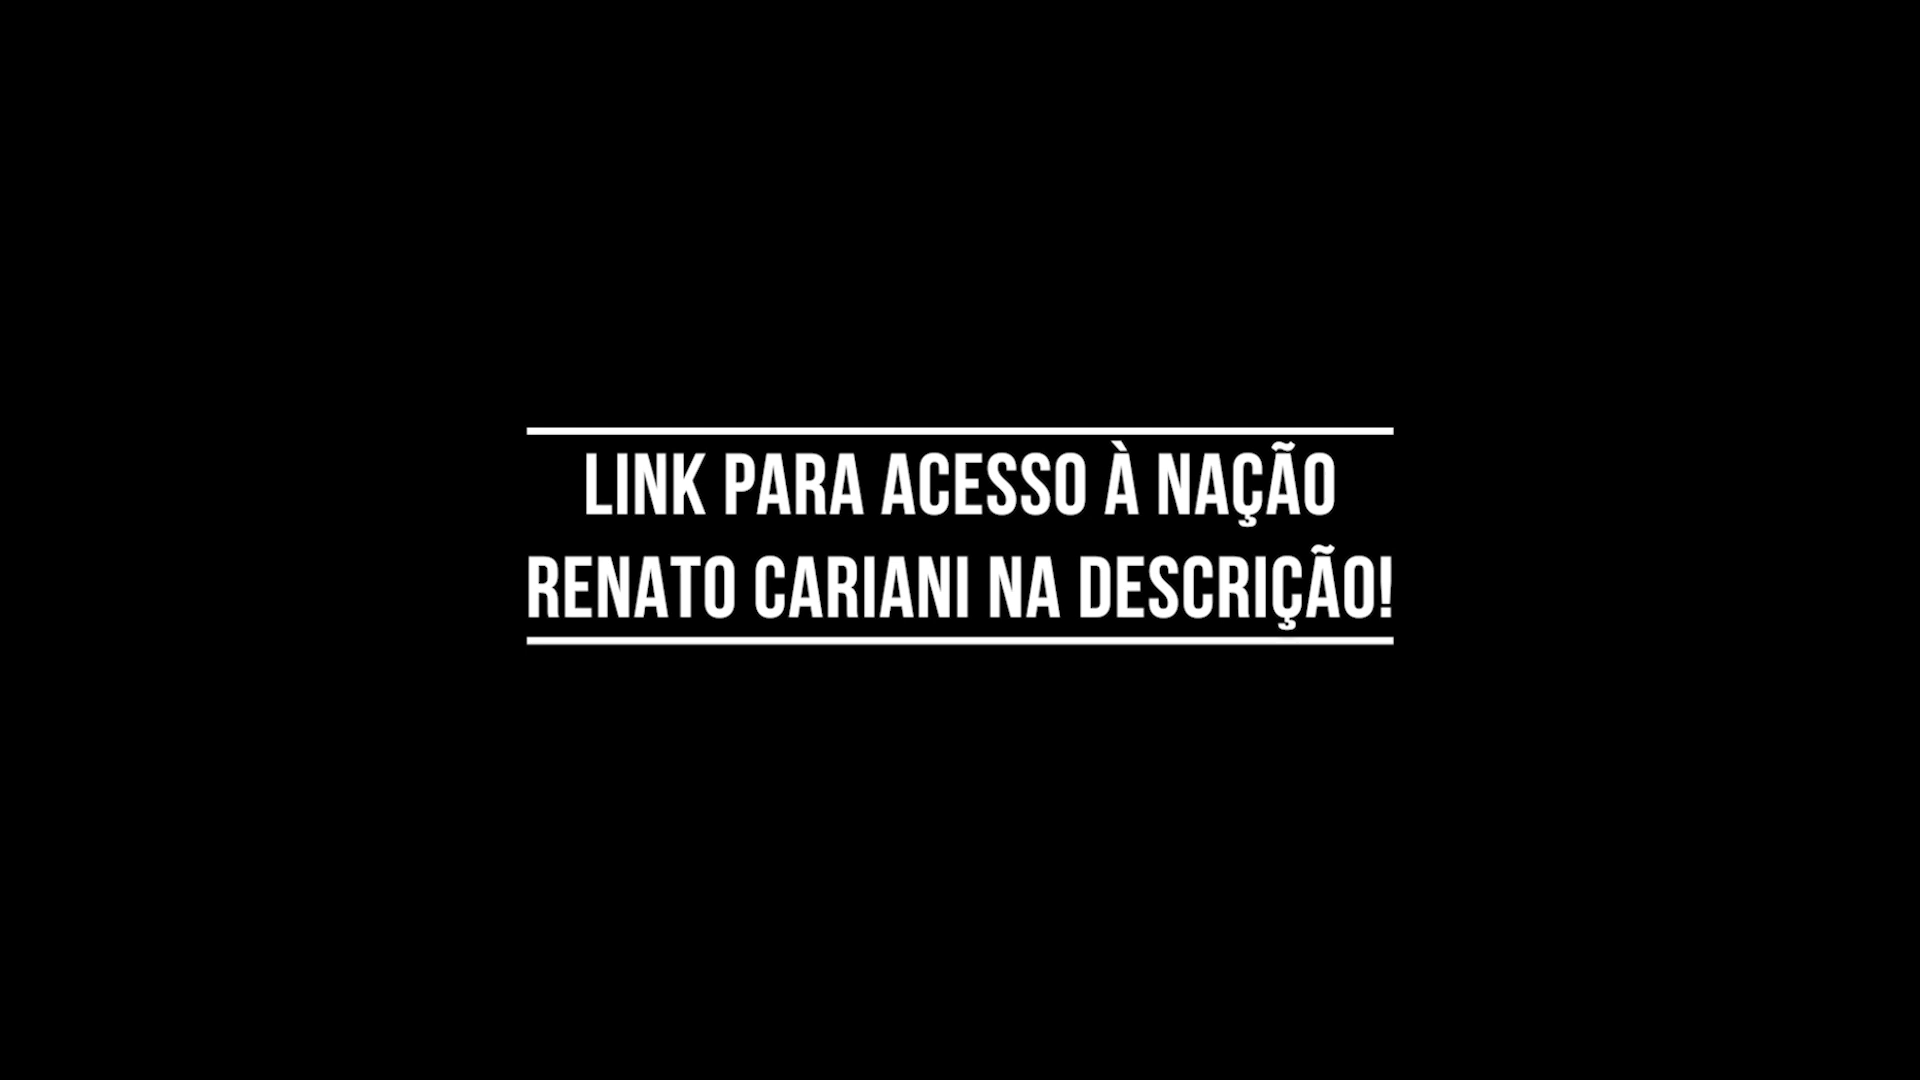 LINK PARA ACESSO À NAÇÃO
RENATO CARIANI NA DESCRIÇÃO!